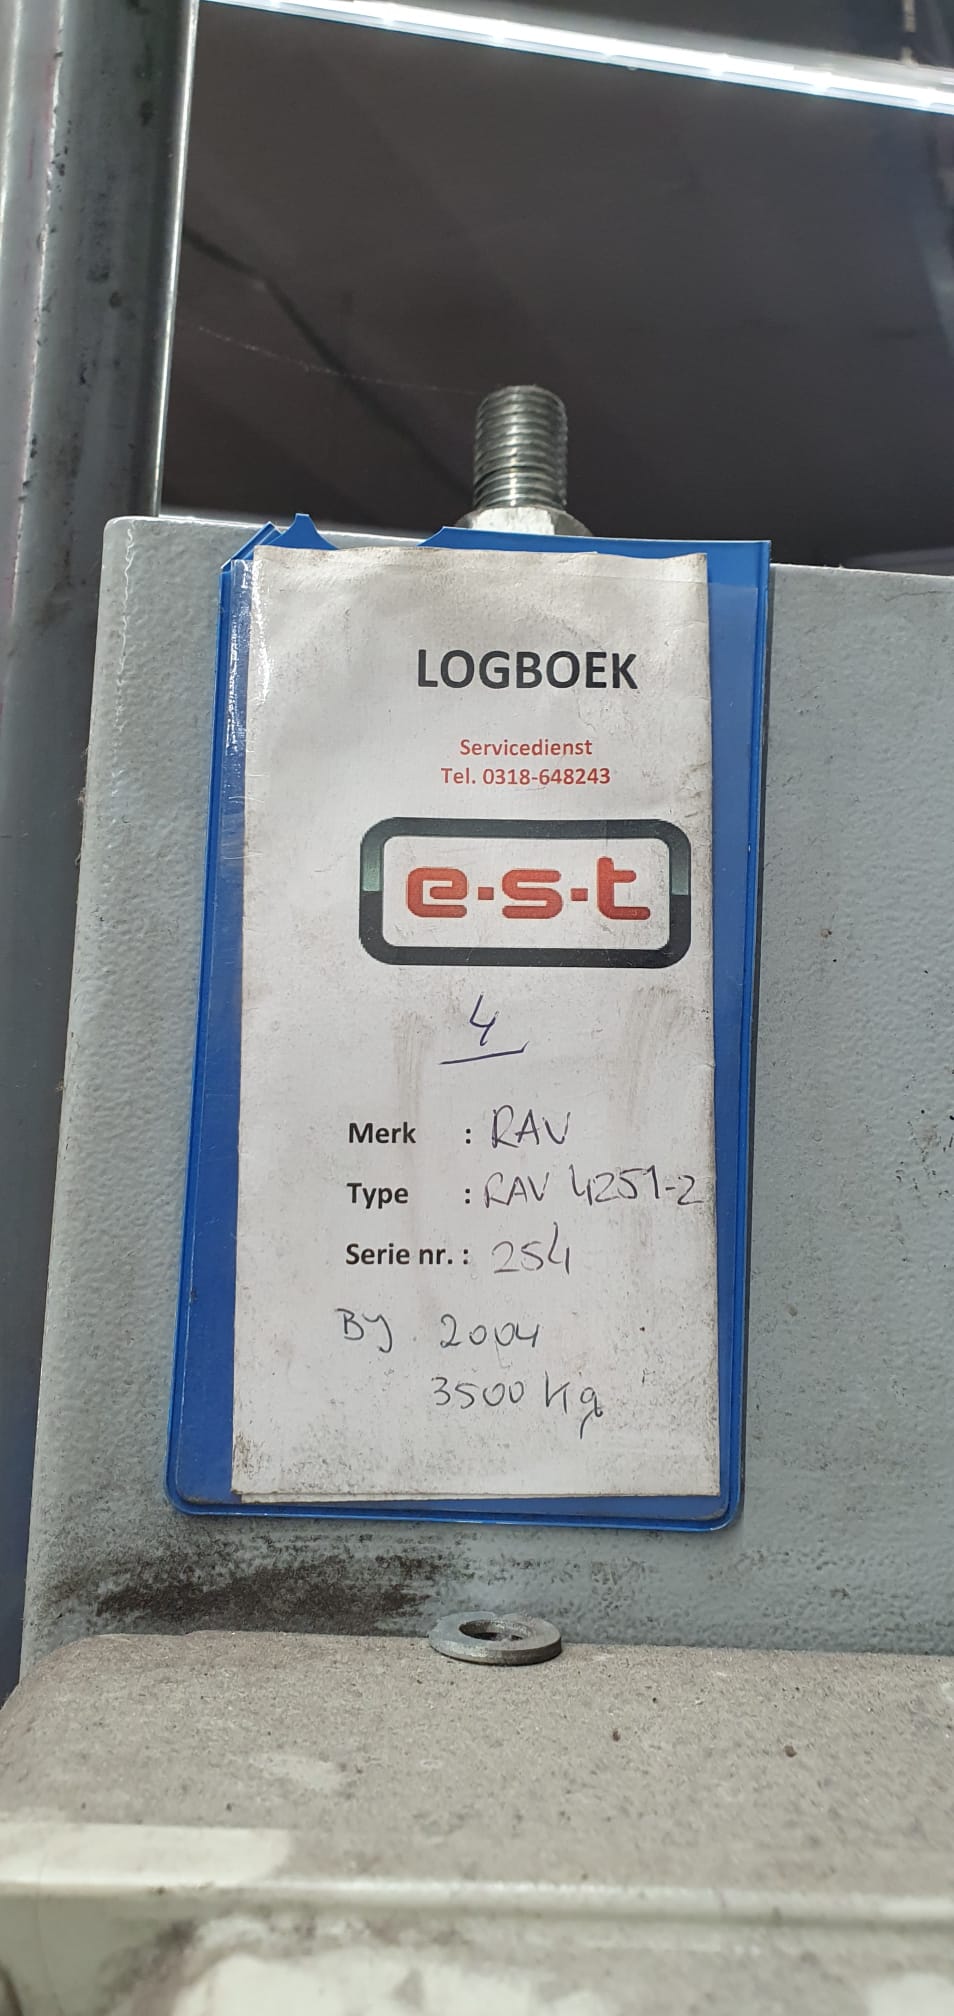 LOGBOEK
Servicedienst
Tel. 0318-648243
e·s·t
4
Merk : RAV
Type : RAV 4251-2
Serie nr. : 254
BJ 2004
3500 kg